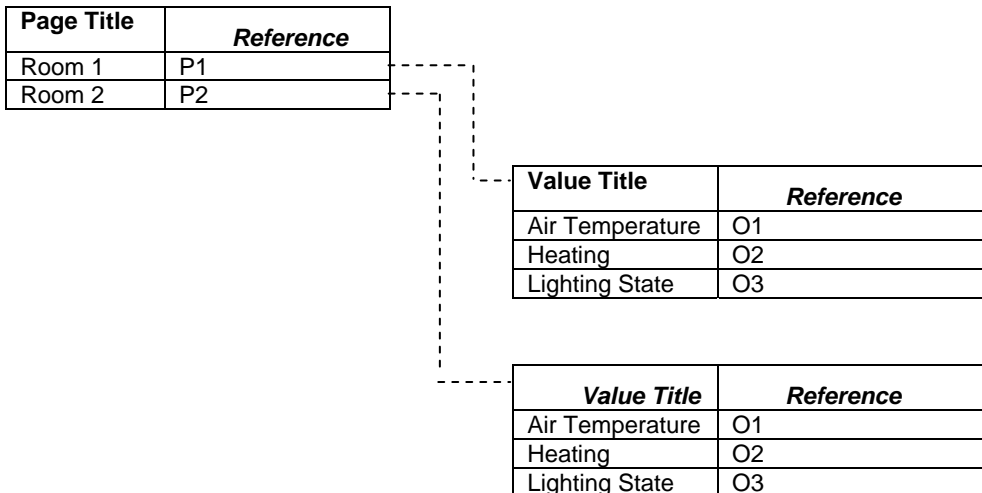 Page Title Reference
Room 1 P1
Room 2 P2
Value Title Reference
Air Temperature O1
Heating O2
Lighting State O3
Value Title Reference
Air Temperature O1
Heating O2
Lighting State O3